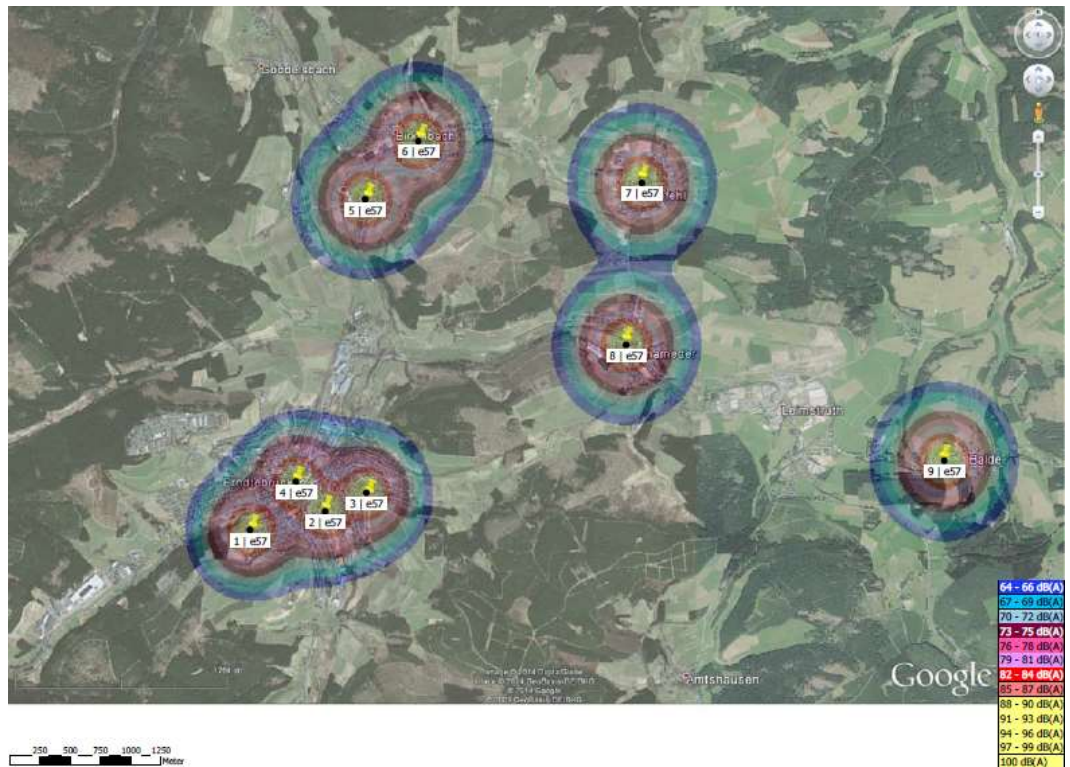 Leimstruth
Amtshausen
6 | e57
5 | e57
7 | e57
8 | e57
9 | e57
4 | e57
3 | e57
2 | e57
1 | e57
Google
64 - 66 dB(A)
67 - 69 dB(A)
70 - 72 dB(A)
73 - 75 dB(A)
76 - 78 dB(A)
79 - 81 dB(A)
82 - 84 dB(A)
85 - 87 dB(A)
88 - 90 dB(A)
91 - 93 dB(A)
94 - 96 dB(A)
97 - 99 dB(A)
100 dB(A)
250 500 750 1000 1250
Meter